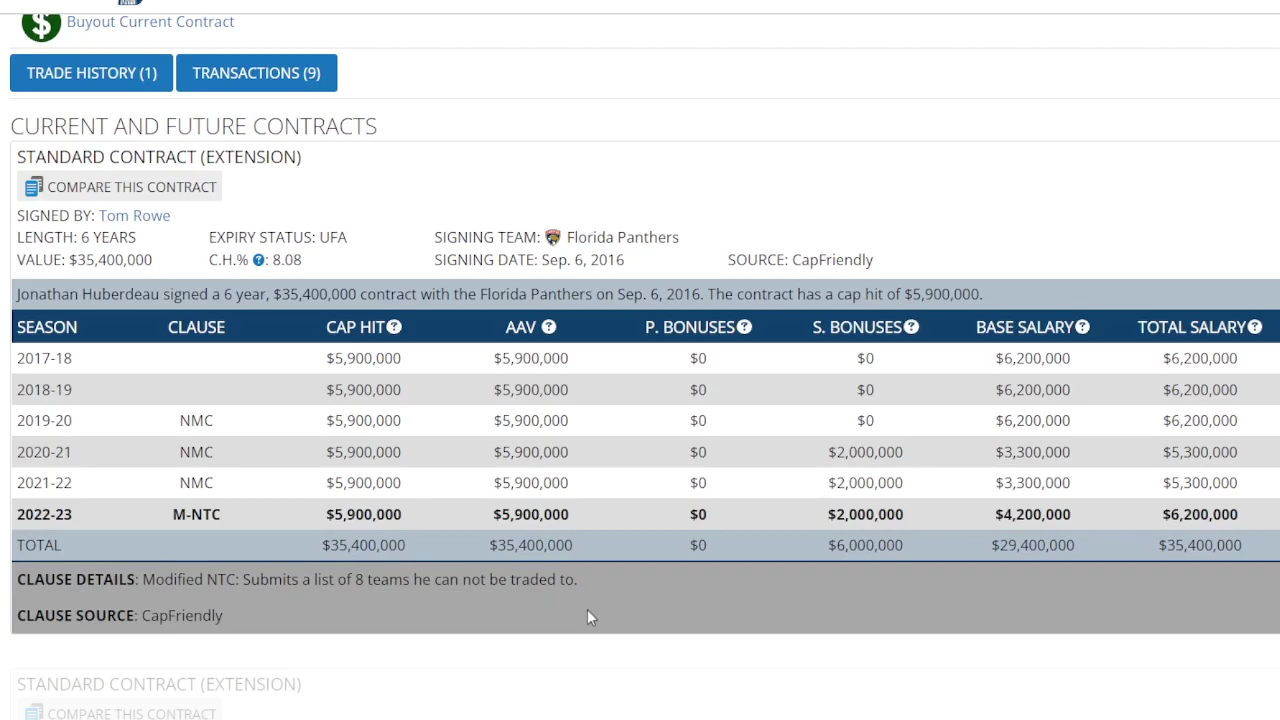 $ Buyout Current Contract
TRADE HISTORY (1) TRANSACTIONS (9)
CURRENT AND FUTURE CONTRACTS
STANDARD CONTRACT (EXTENSION)
COMPARE THIS CONTRACT
SIGNED BY: Tom Rowe
LENGTH: 6 YEARS EXPIRY STATUS: UFA SIGNING TEAM: Florida Panthers
VALUE: $35,400,000 C.H.% ?: 8.08 SIGNING DATE: Sep. 6, 2016 SOURCE: CapFriendly
Jonathan Huberdeau signed a 6 year, $35,400,000 contract with the Florida Panthers on Sep. 6, 2016. The contract has a cap hit of $5,900,000.
SEASON CLAUSE CAP HIT? AAV ? P. BONUSES? S. BONUSES? BASE SALARY? TOTAL SALARY?
2017-18 $5,900,000 $5,900,000 $0 $0 $6,200,000 $6,200,000
2018-19 $5,900,000 $5,900,000 $0 $0 $6,200,000 $6,200,000
2019-20 NMC $5,900,000 $5,900,000 $0 $0 $6,200,000 $6,200,000
2020-21 NMC $5,900,000 $5,900,000 $0 $2,000,000 $3,300,000 $5,300,000
2021-22 NMC $5,900,000 $5,900,000 $0 $2,000,000 $3,300,000 $5,300,000
2022-23 M-NTC $5,900,000 $5,900,000 $0 $2,000,000 $4,200,000 $6,200,000
TOTAL $35,400,000 $35,400,000 $0 $6,000,000 $29,400,000 $35,400,000
CLAUSE DETAILS: Modified NTC: Submits a list of 8 teams he can not be traded to.
CLAUSE SOURCE: CapFriendly
STANDARD CONTRACT (EXTENSION)
COMPARE THIS CONTRACT